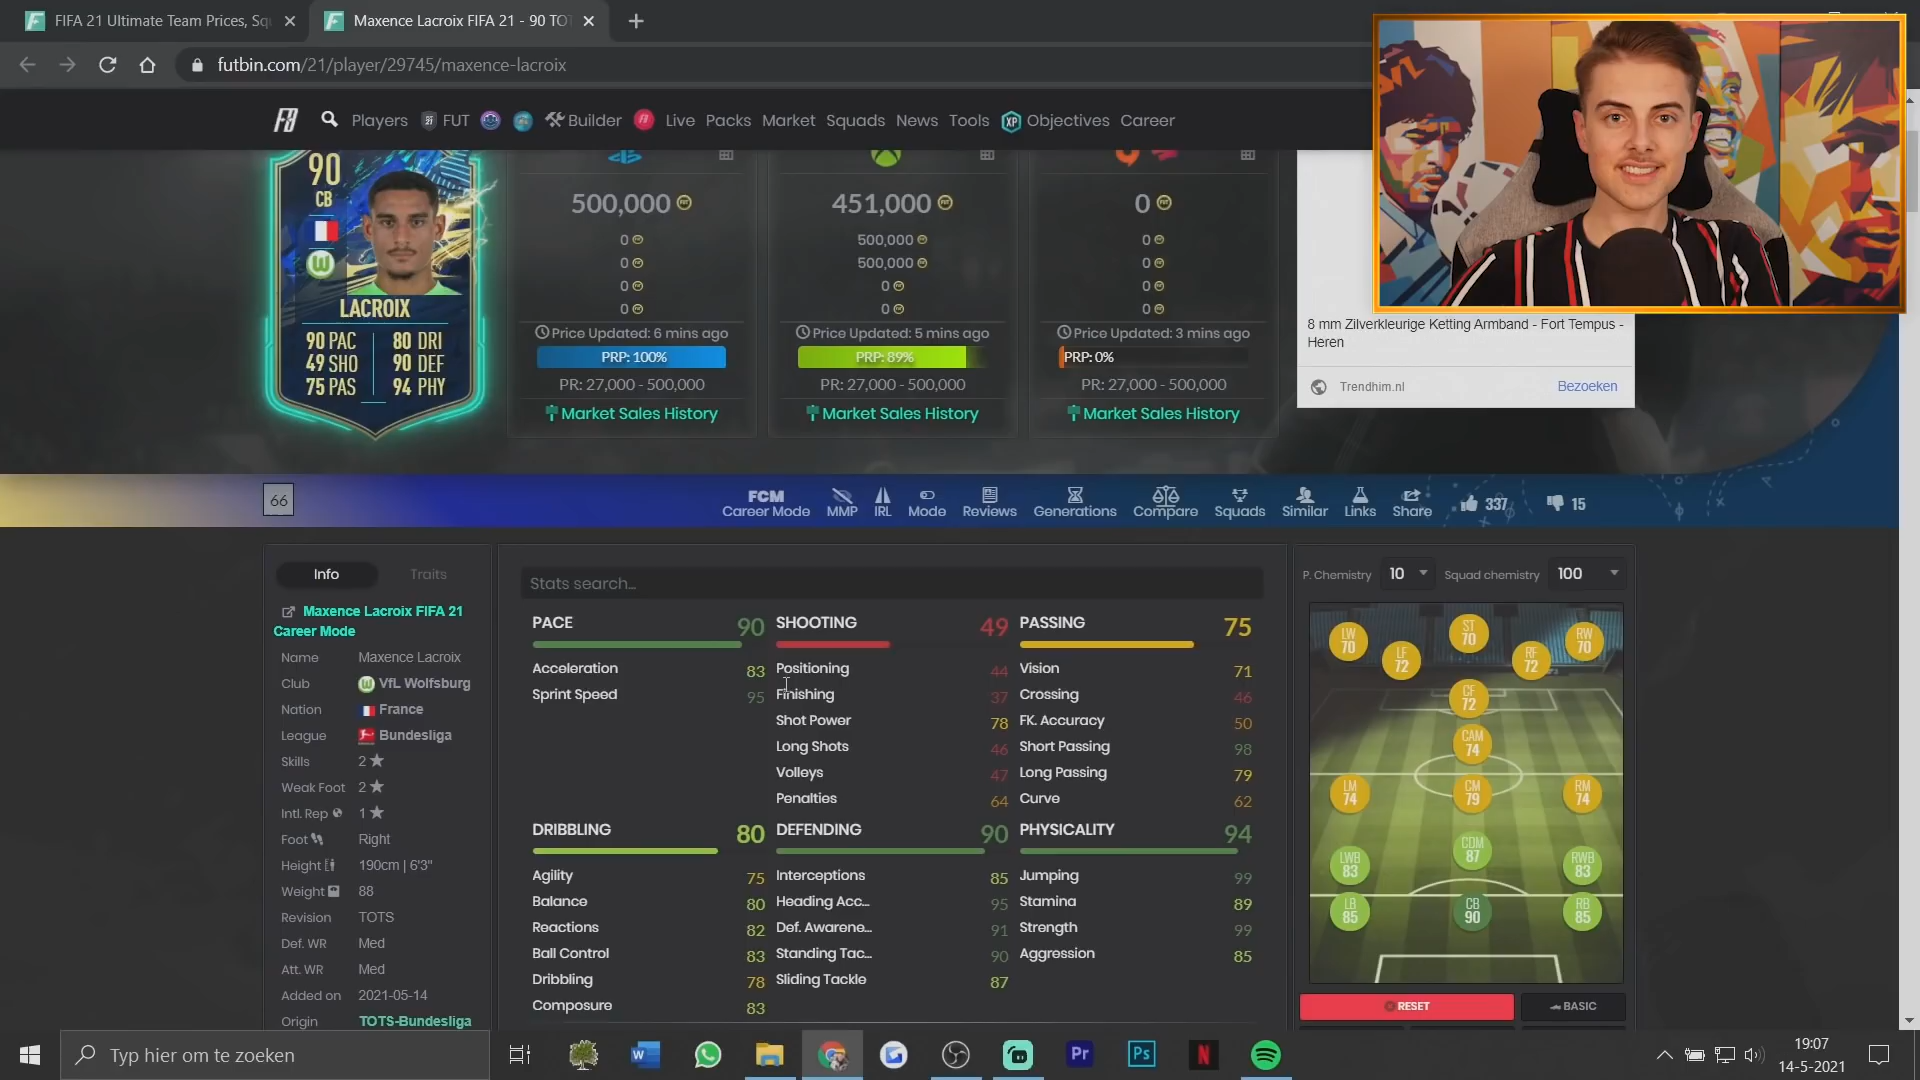 FIFA 21 Ultimate Team Prices, Squ
Maxence Lacroix FIFA 21 - 90 TOT
futbin.com/21/player/29745/maxence-lacroix
Players FUT Builder Live Packs Market Squads News Tools Objectives Career
90
CB
LACROIX
90 PAC 80 DRI
49 SHO 90 DEF
75 PAS 94 PHY
500,000
0
0
0
0
Price Updated: 6 mins ago
PRP: 100%
PR: 27,000 - 500,000
Market Sales History
451,000
500,000
500,000
0
0
Price Updated: 5 mins ago
PRP: 89%
PR: 27,000 - 500,000
Market Sales History
0
0
0
0
0
Price Updated: 3 mins ago
PRP: 0%
PR: 27,000 - 500,000
Market Sales History
8 mm Zilverkleurige Ketting Armband - Fort Tempus -
Heren
Trendhim.nl Bezoeken
66
FCM
Career Mode MMP IRL Mode Reviews Generations Compare Squads Similar Links Share 337 15
Info Traits
Maxence Lacroix FIFA 21
Career Mode
Name Maxence Lacroix
Club VfL Wolfsburg
Nation France
League Bundesliga
Skills 2
Weak Foot 2
Intl. Rep 1
Foot Right
Height 190cm | 6'3"
Weight 88
Revision TOTS
Def. WR Med
Att. WR Med
Added on 2021-05-14
Origin TOTS-Bundesliga
Stats search...
PACE 90
Acceleration 83
Sprint Speed 95
SHOOTING 49
Positioning 44
Finishing 37
Shot Power 78
Long Shots 46
Volleys 47
Penalties 64
PASSING 75
Vision 71
Crossing 46
FK. Accuracy 50
Short Passing 98
Long Passing 79
Curve 62
DRIBBLING 80
Agility 75
Balance 80
Reactions 82
Ball Control 83
Dribbling 78
Composure 83
DEFENDING 90
Interceptions 85
Heading Acc... 95
Def. Awarene... 91
Standing Tac... 90
Sliding Tackle 87
PHYSICALITY 94
Jumping 99
Stamina 89
Strength 99
Aggression 85
P. Chemistry 10 Squad chemistry 100
LW
70
ST
70
RW
70
LF
72
RF
72
CF
72
CAM
74
LM
74
CM
79
RM
74
LWB
83
CDM
87
RWB
83
LB
85
CB
90
RB
85
RESET
BASIC
Typ hier om te zoeken
19:07
14-5-2021